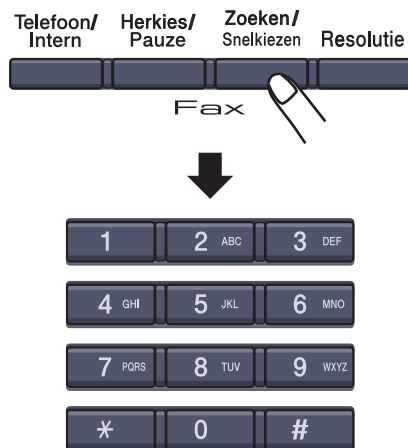 Telefoon/ Herkies/ Zoeken/
Intern Pauze Snelkiezen Resolutie
Fax
1 2 ABC 3 DEF
4 GHI 5 JKL 6 MNO
7 PQRS 8 TUV 9 WXYZ
* 0 #